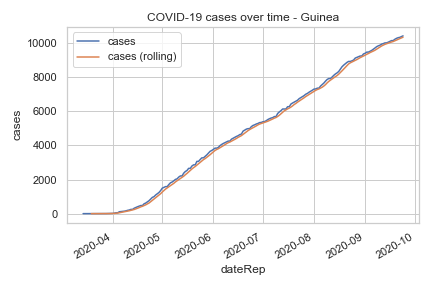 COVID-19 cases over time - Guinea
cases
cases (rolling)
10000
8000
6000
4000
2000
0
cases
2020-04
2020-05
2020-06
2020-07
2020-08
2020-09
2020-10
dateRep